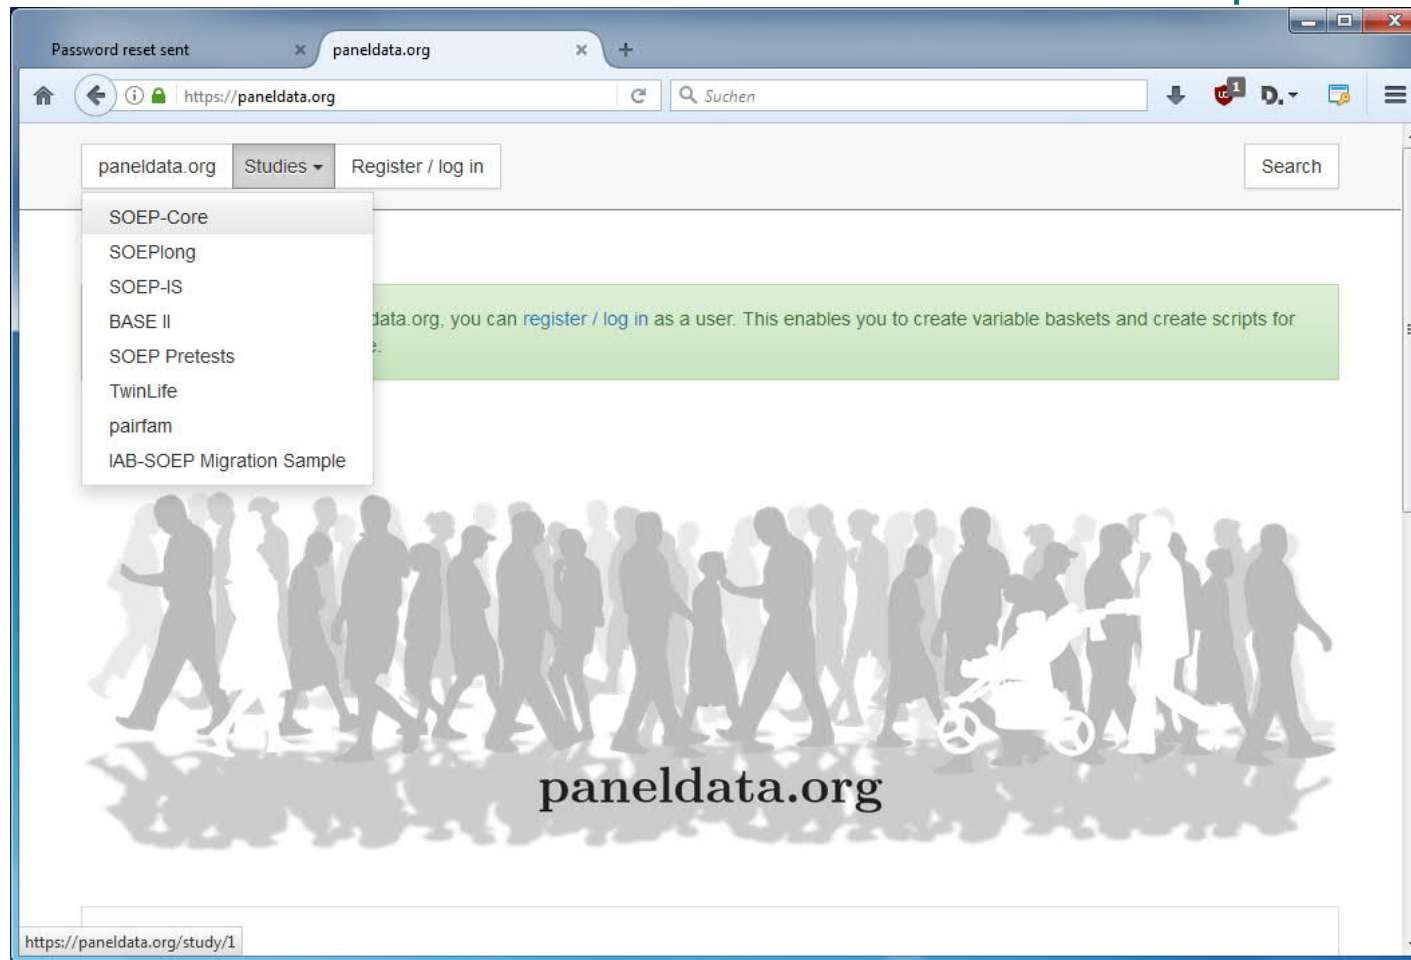 Password reset sent
paneldata.org
https://paneldata.org
Suchen
1
D.
paneldata.org
Studies
Register / log in
Search
SOEP-Core
SOEPlong
SOEP-IS
BASE II
data.org, you can register / log in as a user. This enables you to create variable baskets and create scripts for
SOEP Pretests
TwinLife
pairfam
IAB-SOEP Migration Sample
paneldata.org
https://paneldata.org/study/1